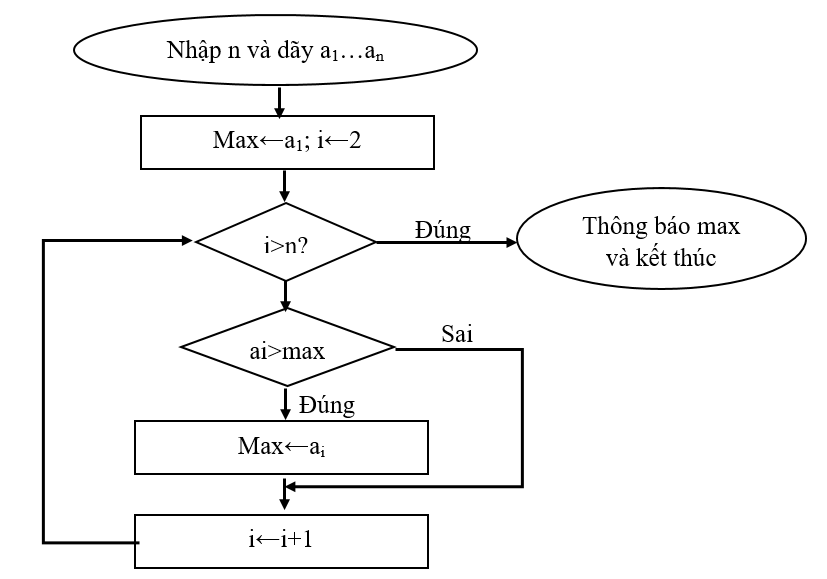 Nhập n và dãy a₁…aₙ
Max←a₁; i←2
i>n?
Đúng
Thông báo max
và kết thúc
ai>max
Sai
Đúng
Max←aᵢ
i←i+1